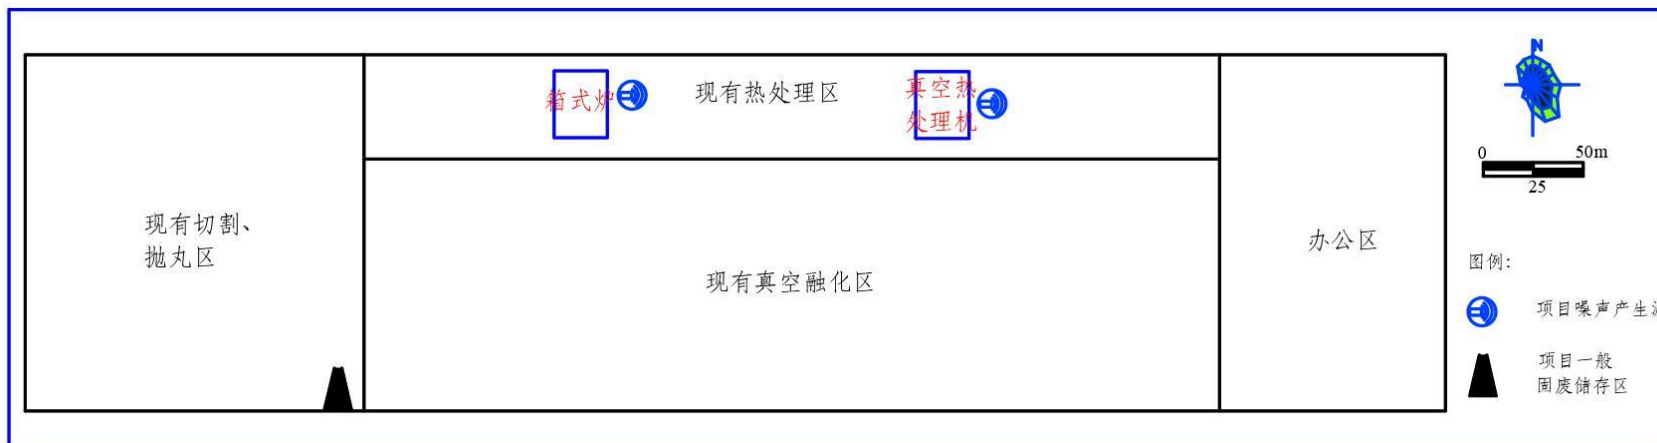 箱式炉
现有热处理区
真空热
处理机
现有切割、
抛丸区
现有真空融化区
办公区
N
0 50m
25
图例:
项目噪声产生源
项目一般
固废储存区